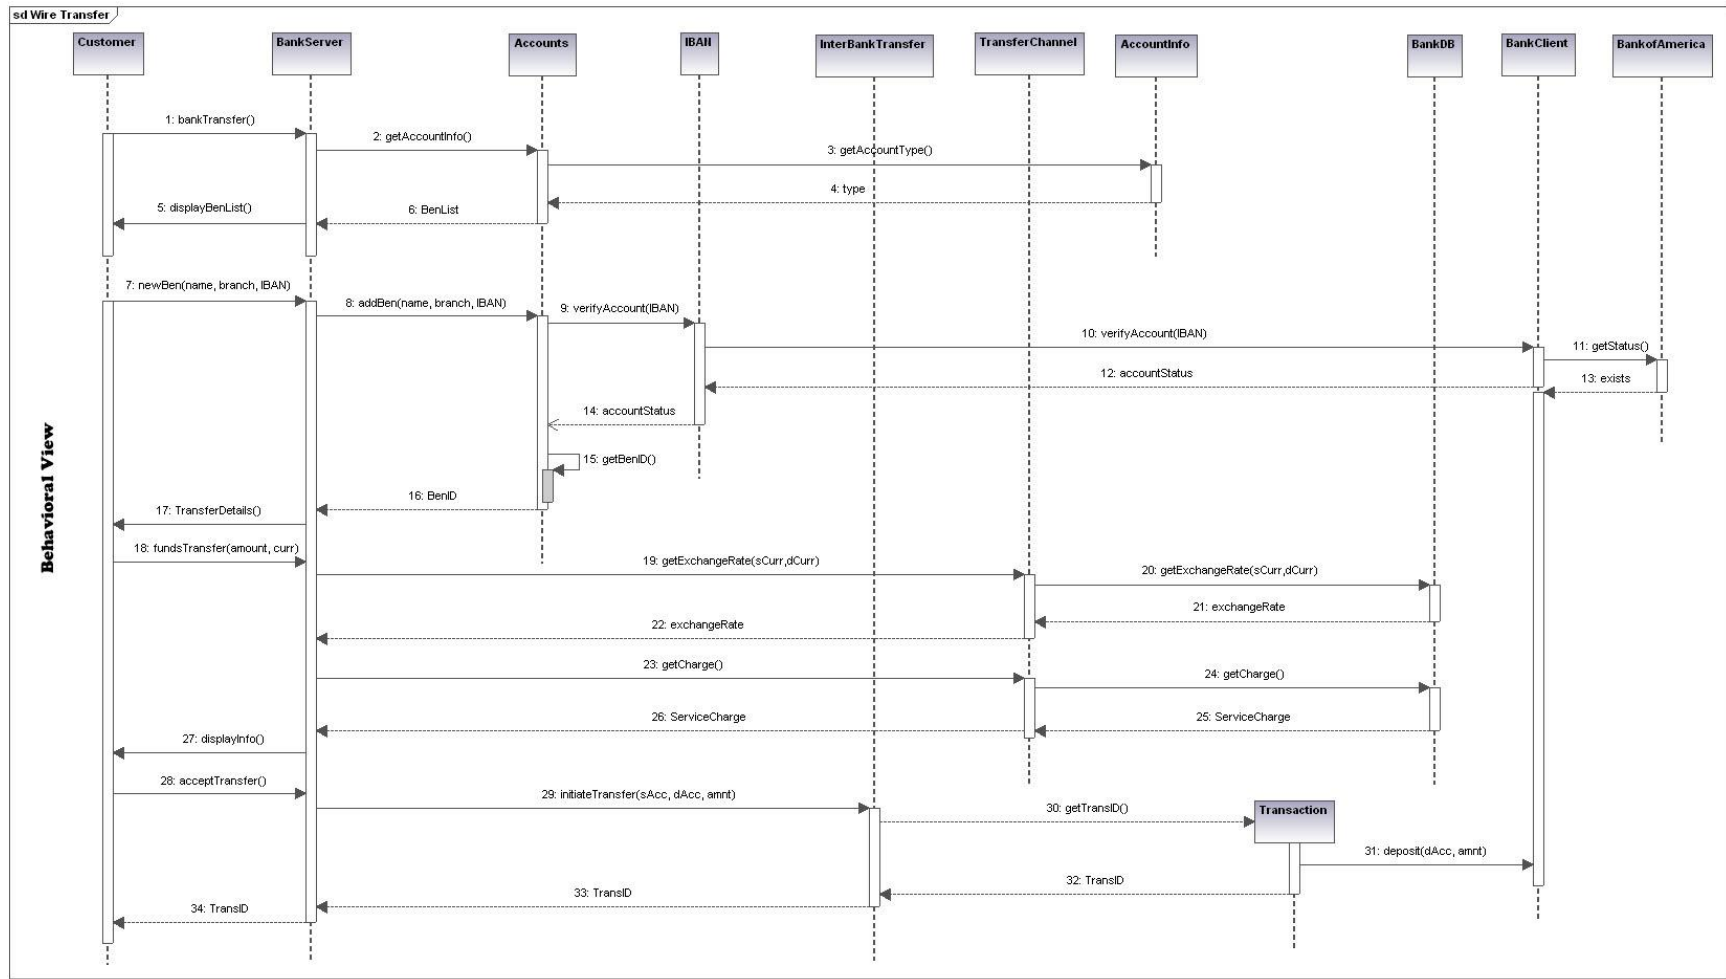 sd Wire Transfer
Customer
BankServer
Accounts
IBAN
InterBankTransfer
TransferChannel
AccountInfo
BankDB
BankClient
BankofAmerica
1: bankTransfer()
2: getAccountInfo()
3: getAccountType()
4: type
5: displayBenList()
6: BenList
7: newBen(name, branch, IBAN)
8: addBen(name, branch, IBAN)
9: verifyAccount(IBAN)
10: verifyAccount(IBAN)
11: getStatus()
12: accountStatus
13: exists
14: accountStatus
15: getBenID()
16: BenID
17: TransferDetails()
18: fundsTransfer(amount, curr)
19: getExchangeRate(sCurr,dCurr)
20: getExchangeRate(sCurr,dCurr)
21: exchangeRate
22: exchangeRate
23: getCharge()
24: getCharge()
25: ServiceCharge
26: ServiceCharge
27: displayInfo()
28: acceptTransfer()
29: initiateTransfer(sAcc, dAcc, amnt)
30: getTransID()
Transaction
31: deposit(dAcc, amnt)
32: TransID
33: TransID
34: TransID
Behavioral View